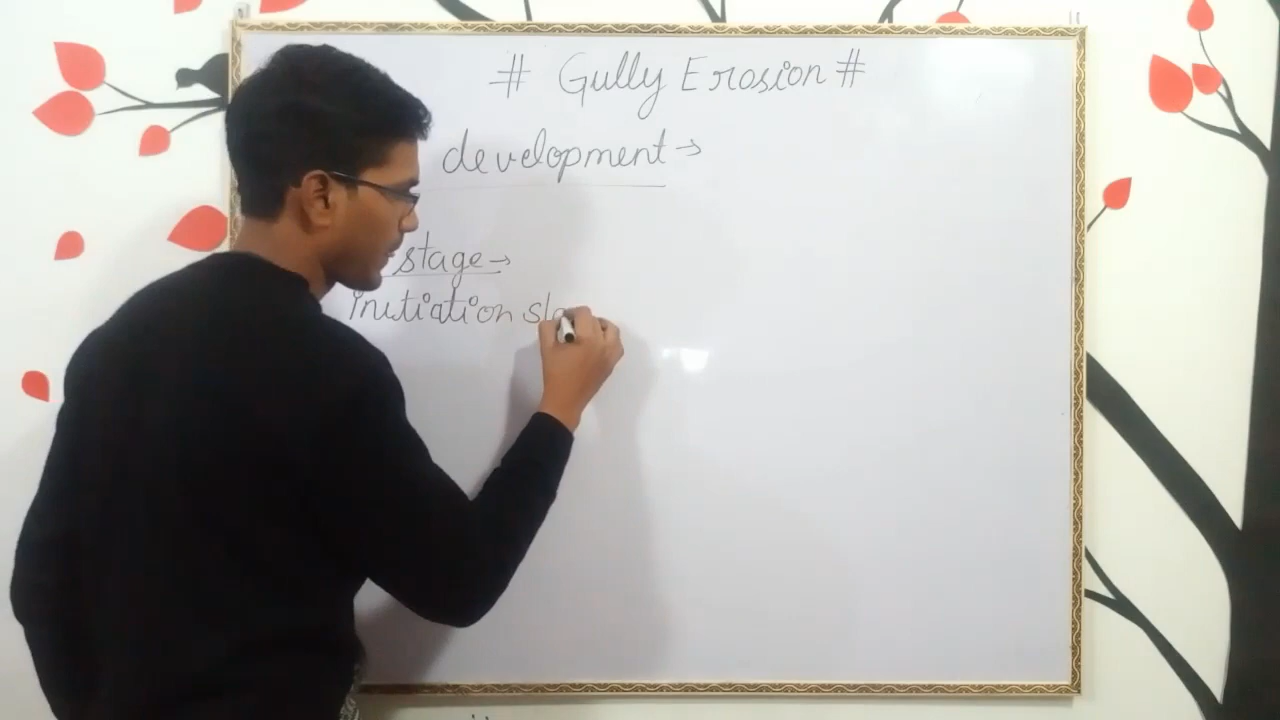 # Gully Erosion #
development →
stage →
initiation